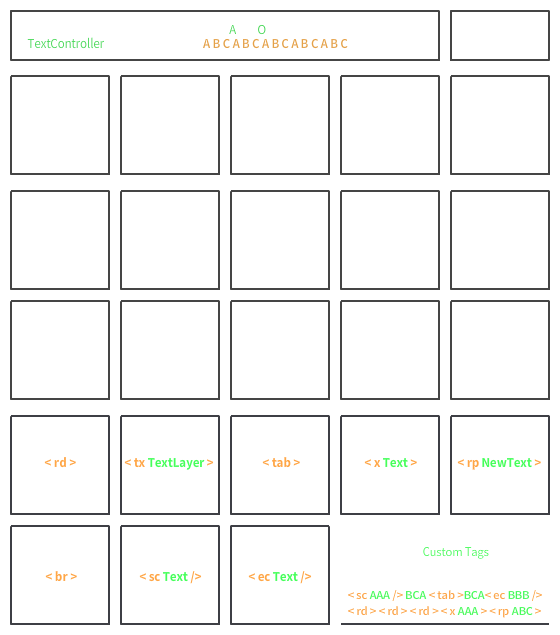 A O
TextController A B C A B C A B C A B C A B C
< rd >
< tx TextLayer >
< tab >
< x Text >
< rp NewText >
< br >
< sc Text />
< ec Text />
Custom Tags
< sc AAA /> BCA < tab >BCA< ec BBB />
< rd > < rd > < rd > < x AAA > < rp ABC >